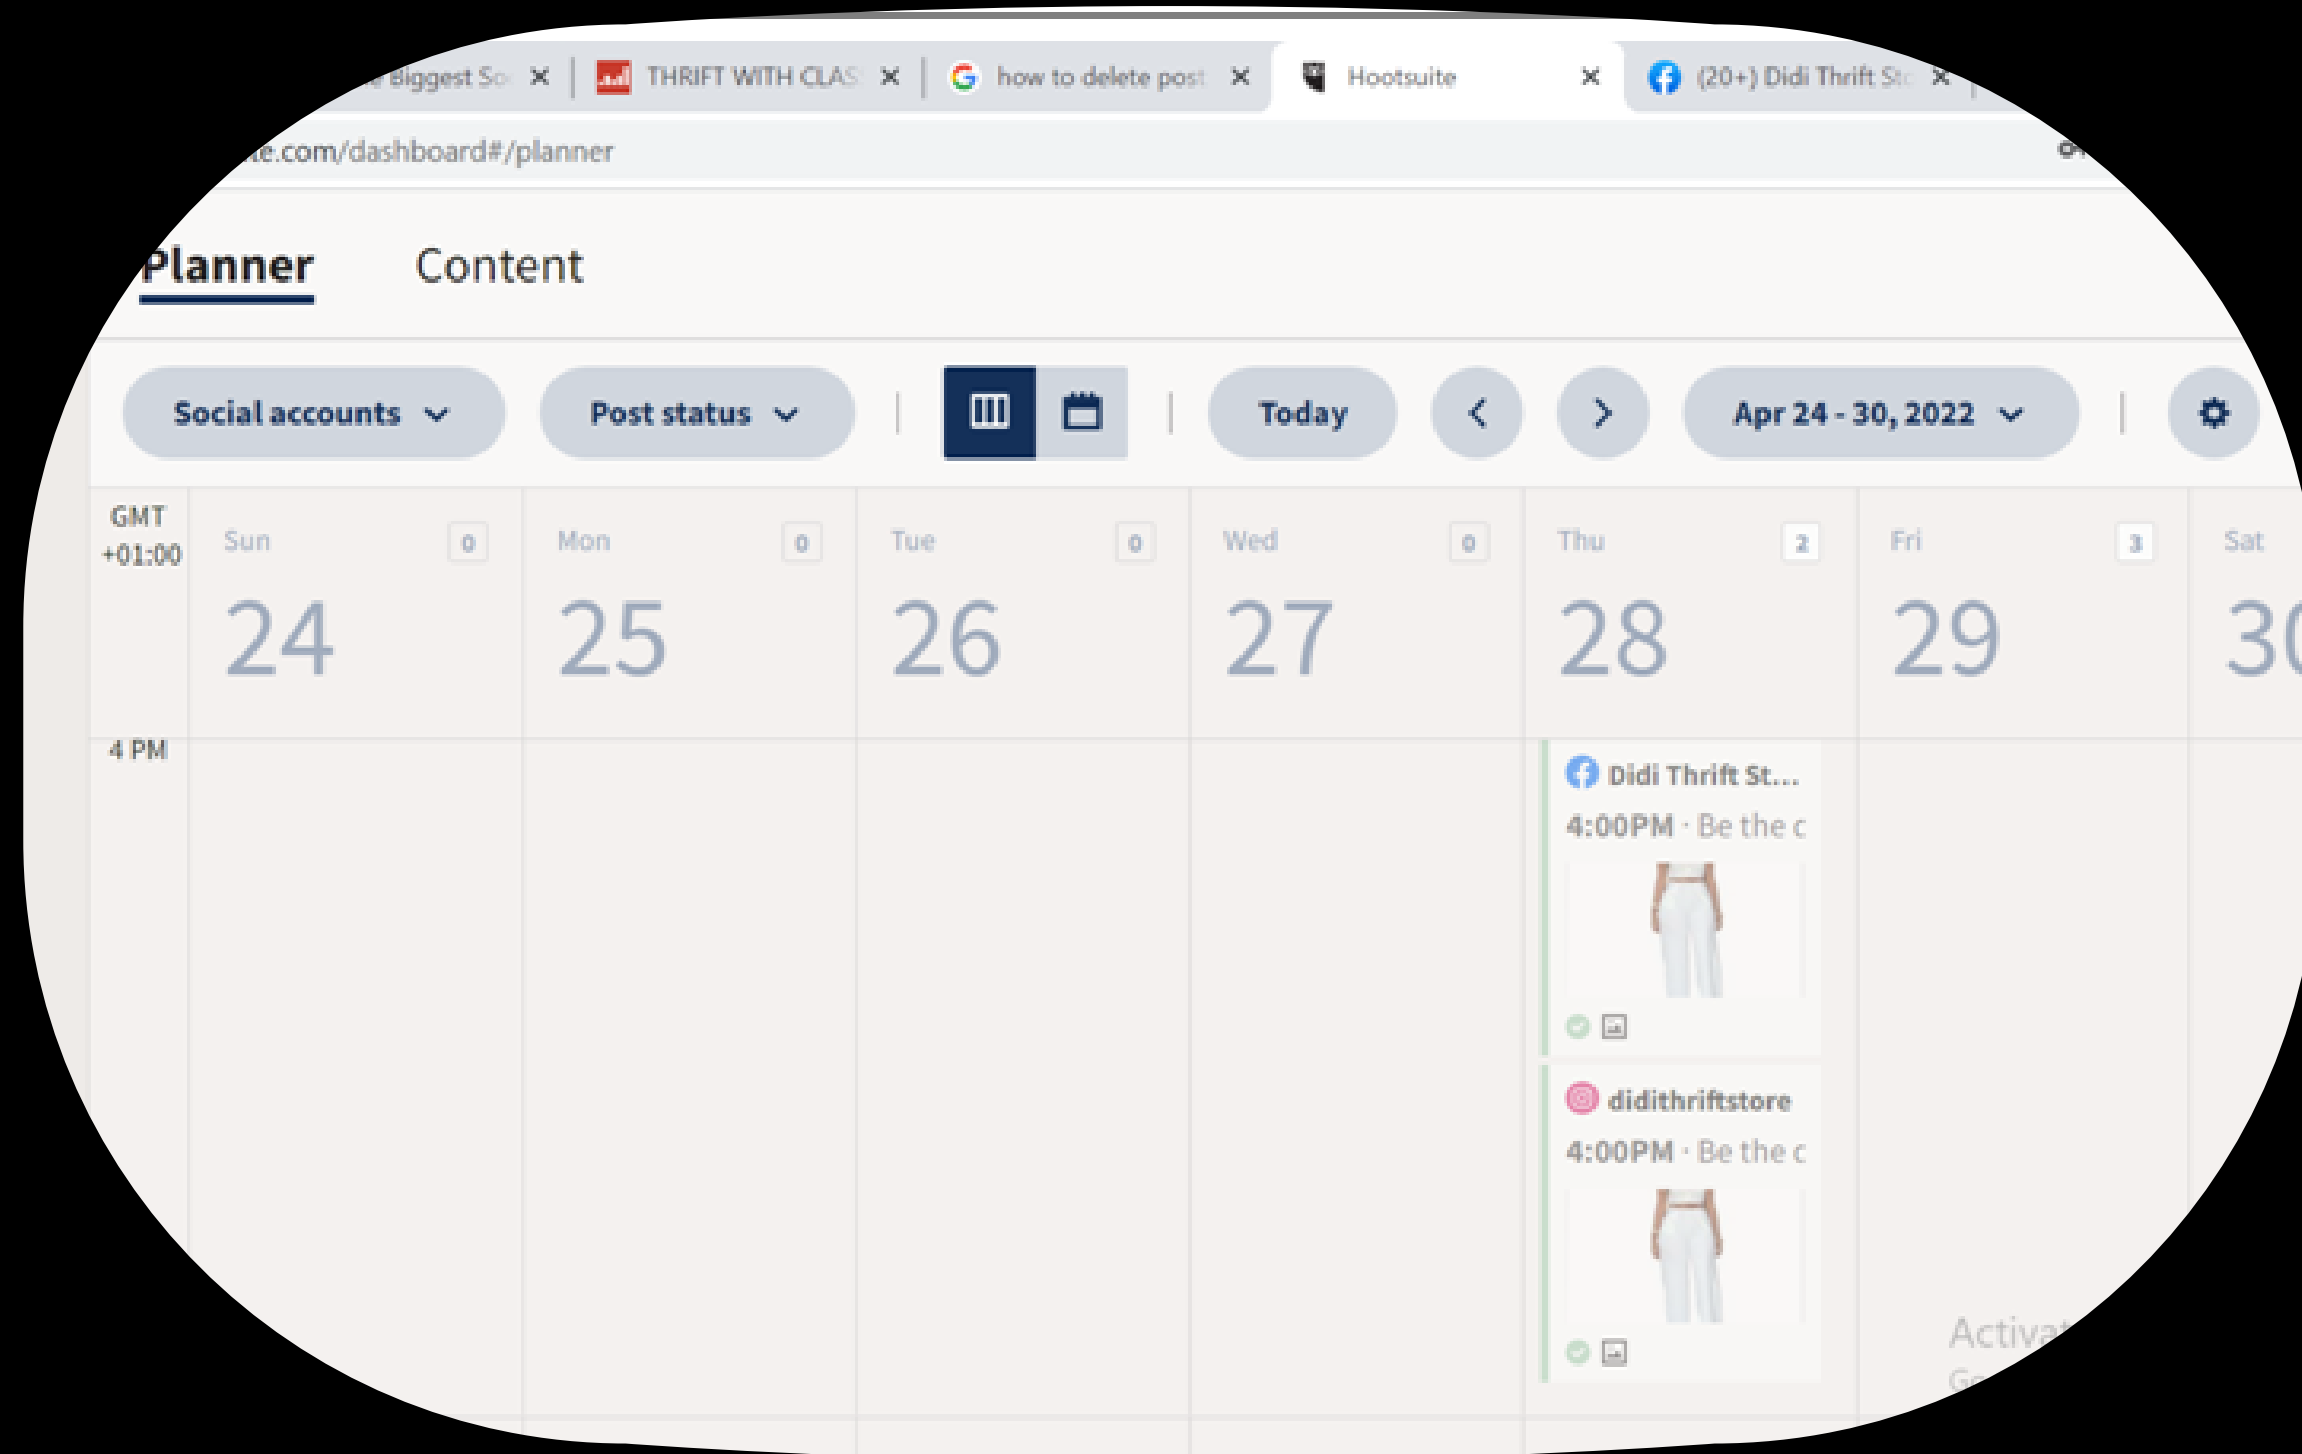 Biggest So
THRIFT WITH CLAS
how to delete post
Hootsuite
(20+) Didi Thrift Sto
.com/dashboard#/planner
Planner
Content
Social accounts
Post status
Today
Apr 24 - 30, 2022
GMT
+01:00
Sun 0
Mon 0
Tue 0
Wed 0
Thu 2
Fri 3
Sat
24
25
26
27
28
29
30
4 PM
Didi Thrift St...
4:00PM · Be the c
didithriftstore
4:00PM · Be the c
Activat